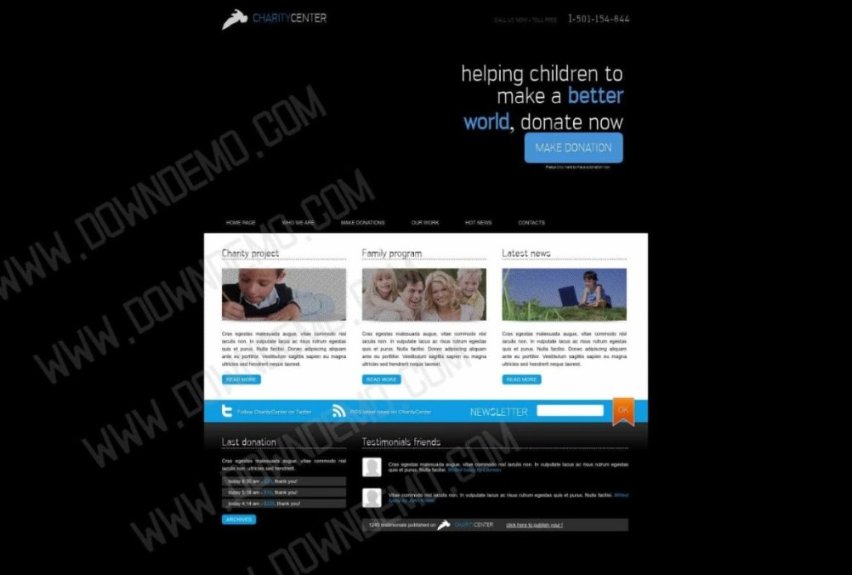 CHARITYCENTER
CALL US NOW - TOLL FREE 1-501-154-844
helping children to
make a better
world, donate now
MAKE DONATION
HOME PAGE WHO WE ARE MAKE DONATIONS OUR WORK HOT NEWS CONTACTS
Charity project
Cras egestas malesuada augue, vitae commodo nisl
iaculis non. In vulputate lacus ac risus rutrum egestas
quis et purus. Nulla facilisi. Donec adipiscing aliquam
ante eu porttitor. Vestibulum sagittis sapien eu magna
ultricies sed hendrerit neque laoreet.
READ MORE
Family program
Cras egestas malesuada augue, vitae commodo nisl
iaculis non. In vulputate lacus ac risus rutrum egestas
quis et purus. Nulla facilisi. Donec adipiscing aliquam
ante eu porttitor. Vestibulum sagittis sapien eu magna
ultricies sed hendrerit neque laoreet.
READ MORE
Latest news
Cras egestas malesuada augue, vitae commodo nisl
iaculis non. In vulputate lacus ac risus rutrum egestas
quis et purus. Nulla facilisi. Donec adipiscing aliquam
ante eu porttitor. Vestibulum sagittis sapien eu magna
ultricies sed hendrerit neque laoreet.
READ MORE
Follow CharityCenter on Twitter
RSS latest news on CharityCenter
NEWSLETTER OK
Last donation
Cras egestas malesuada augue, vitae commodo nisl
iaculis non. ultricies sed hendrerit.
today 6:30 am - thank you!
today 5:18 am - thank you!
today 4:14 am - thank you!
ARCHIVES
Testimonials friends
Cras egestas malesuada augue, vitae commodo nisl iaculis non. In vulputate lacus ac risus rutrum egestas
quis et purus. Nulla facilisi.
Vitae commodo nisl iaculis non. In vulputate lacus ac risus rutrum egestas quis et purus. Nulla facilisi.
1245 testimonials published on CHARITYCENTER click here to publish your !
WWW.DOWNDEMO.COM
WWW.DOWNDEMO.COM
WWW.DOWNDEMO.COM
WWW.DOWNDEMO.COM